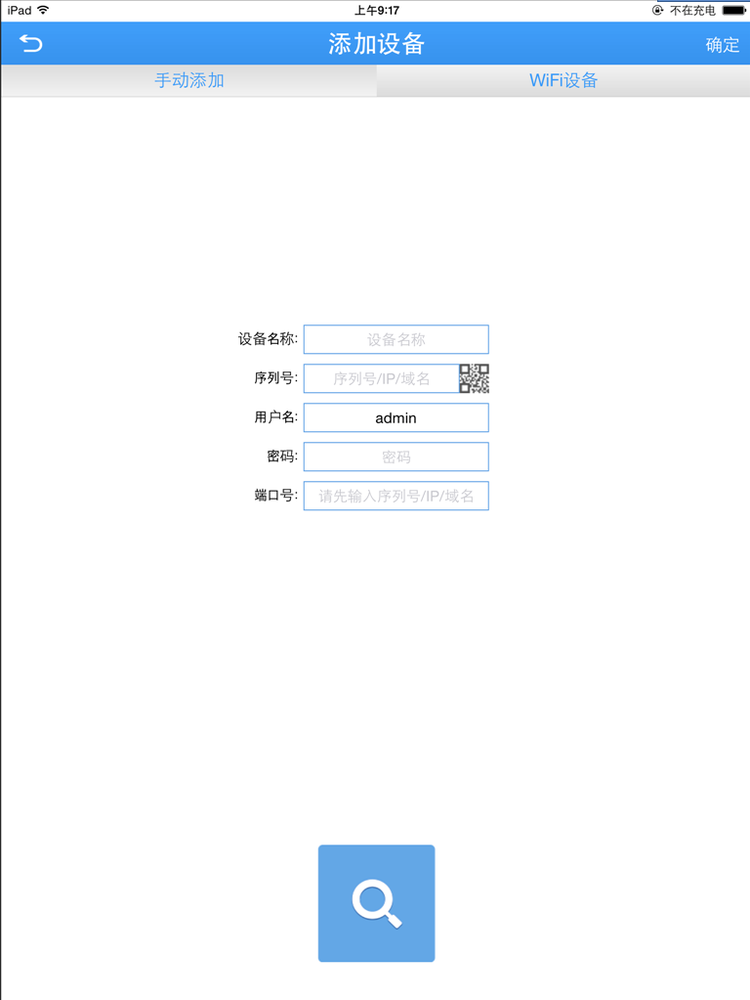 iPad 上午9:17 不在充电
添加设备 确定
手动添加 WiFi设备
设备名称: 设备名称
序列号: 序列号/IP/域名
用户名: admin
密码: 密码
端口号: 请先输入序列号/IP/域名